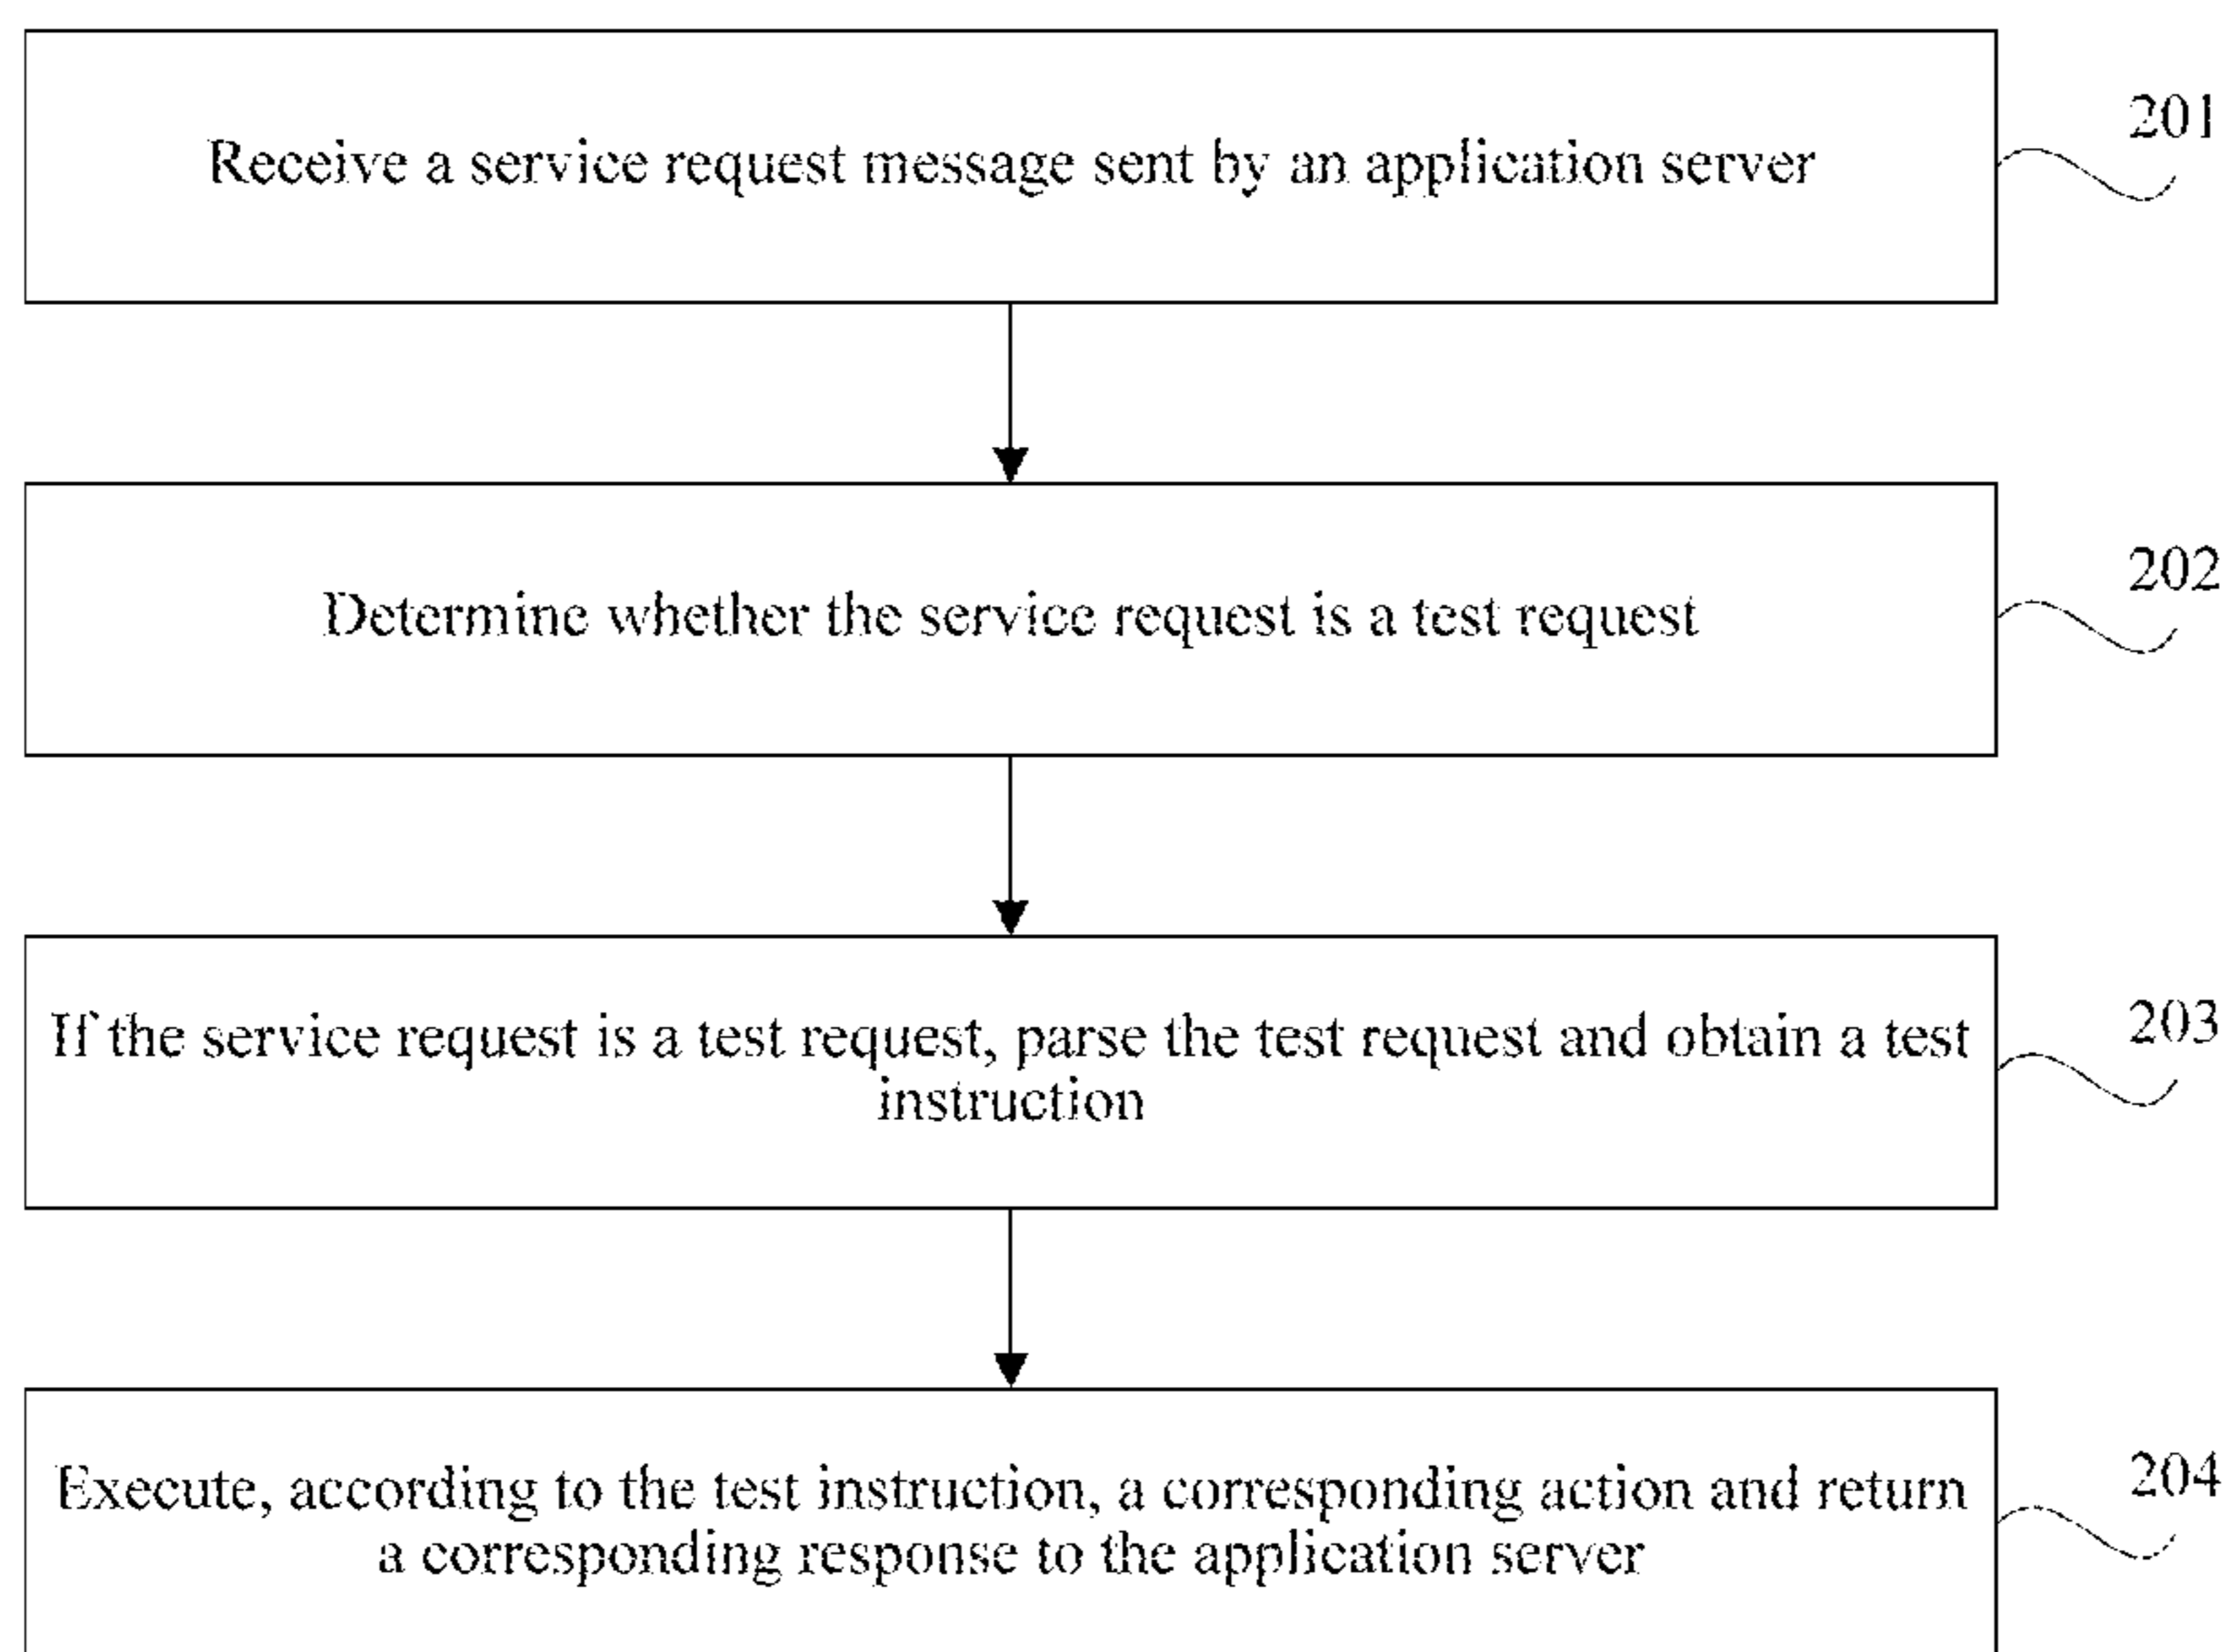 Receive a service request message sent by an application server
201
Determine whether the service request is a test request
202
If the service request is a test request, parse the test request and obtain a test
instruction
203
Execute, according to the test instruction, a corresponding action and return
a corresponding response to the application server
204